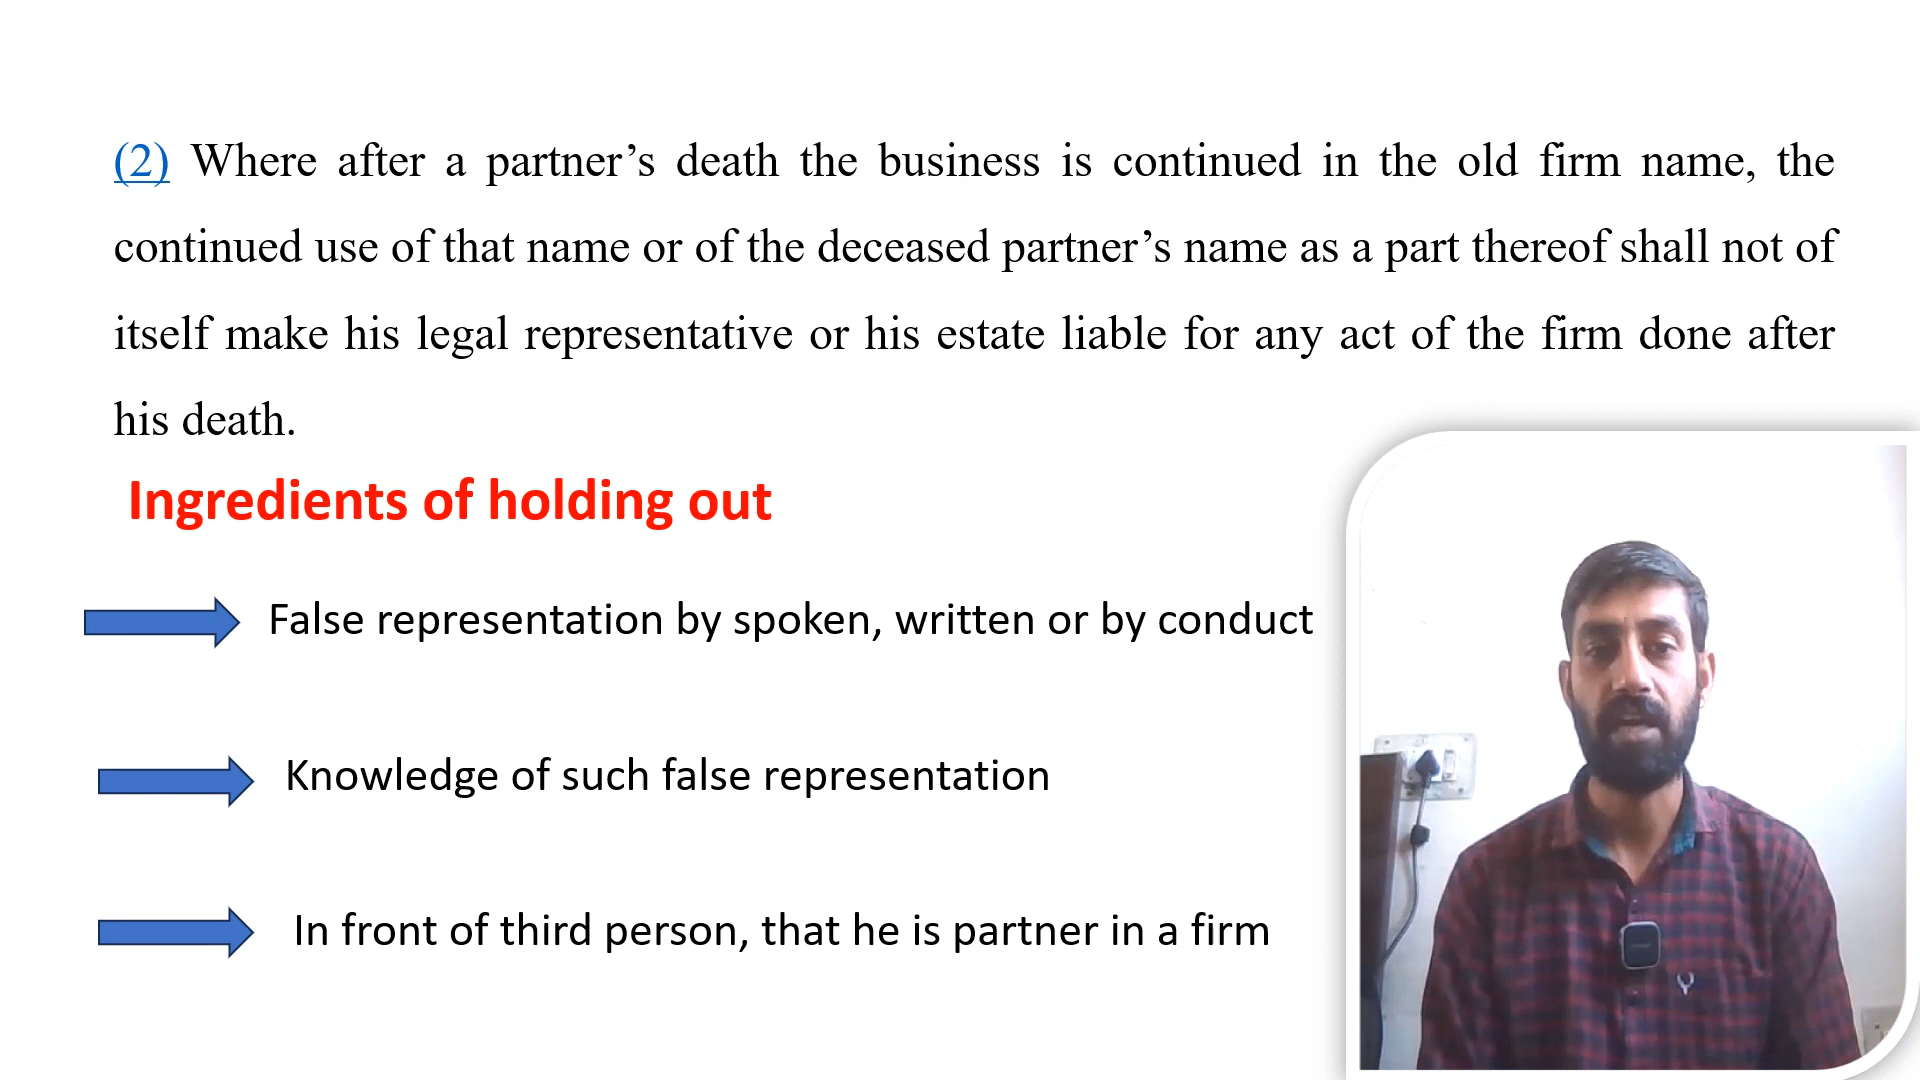 (2) Where after a partner’s death the business is continued in the old firm name, the
continued use of that name or of the deceased partner’s name as a part thereof shall not of
itself make his legal representative or his estate liable for any act of the firm done after
his death.
Ingredients of holding out
False representation by spoken, written or by conduct
Knowledge of such false representation
In front of third person, that he is partner in a firm